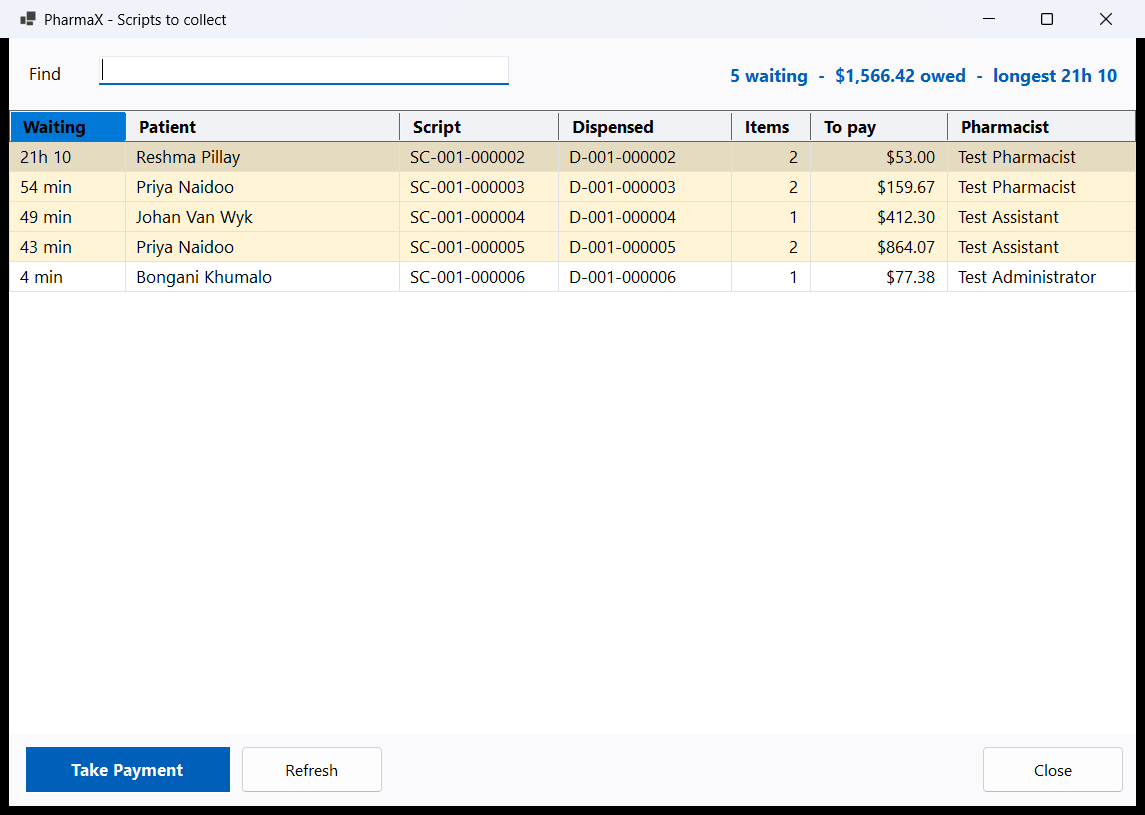 PharmaX - Scripts to collect
Find
5 waiting - $1,566.42 owed - longest 21h 10
Waiting Patient Script Dispensed Items To pay Pharmacist
21h 10 Reshma Pillay SC-001-000002 D-001-000002 2 $53.00 Test Pharmacist
54 min Priya Naidoo SC-001-000003 D-001-000003 2 $159.67 Test Pharmacist
49 min Johan Van Wyk SC-001-000004 D-001-000004 1 $412.30 Test Assistant
43 min Priya Naidoo SC-001-000005 D-001-000005 2 $864.07 Test Assistant
4 min Bongani Khumalo SC-001-000006 D-001-000006 1 $77.38 Test Administrator
Take Payment Refresh Close